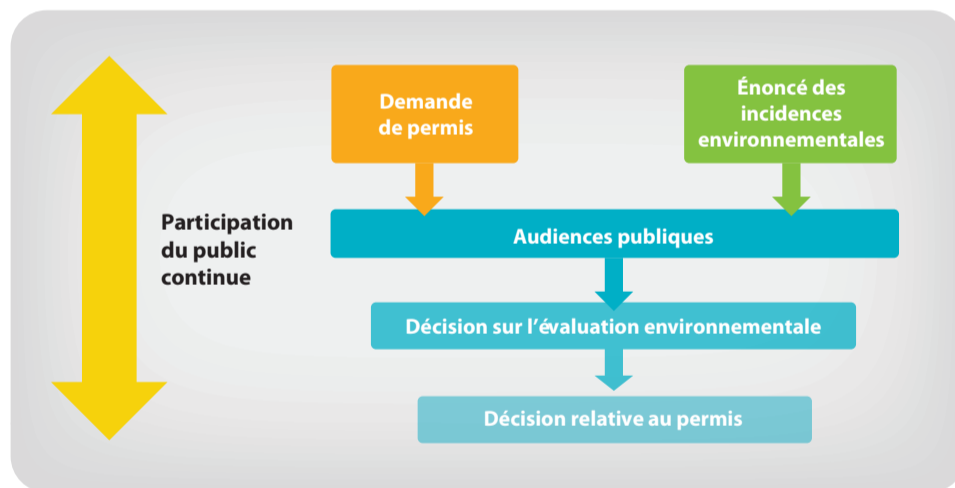 Participation
du public
continue
Demande
de permis
Énoncé des
incidences
environnementales
Audiences publiques
Décision sur l’évaluation environnementale
Décision relative au permis